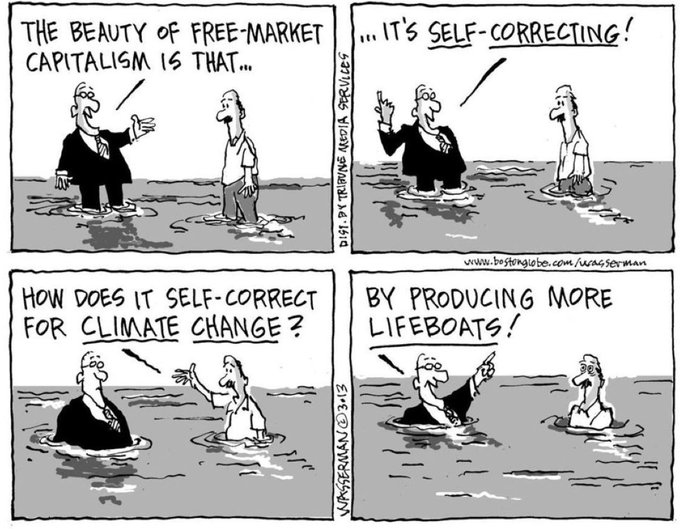 THE BEAUTY OF FREE-MARKET
CAPITALISM IS THAT...
DIST. BY TRIBUNE MEDIA SERVICES
... IT'S SELF-CORRECTING!
www.bostonglobe.com/wasserman
HOW DOES IT SELF-CORRECT
FOR CLIMATE CHANGE?
WASSERMAN © 3•13
BY PRODUCING MORE
LIFEBOATS!